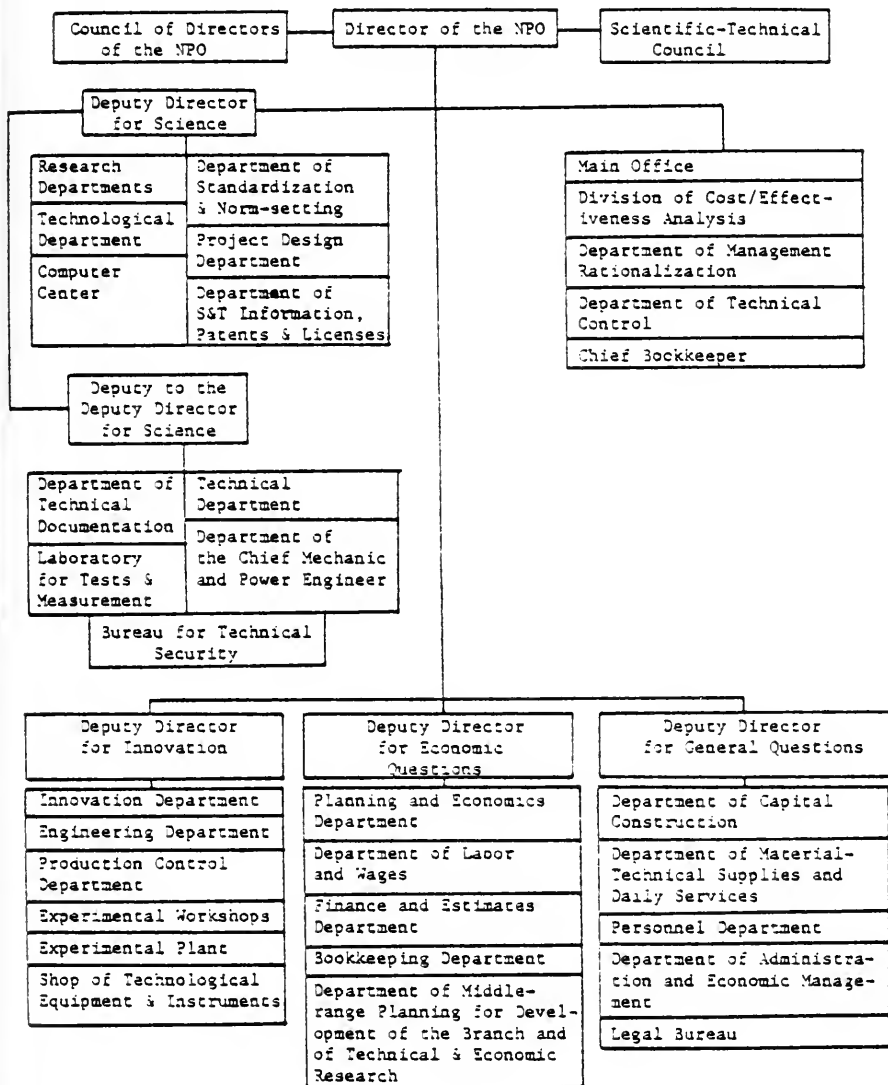 Council of Directors
of the NPO
Director of the NPO
Scientific-Technical
Council
Deputy Director
for Science
Research
Departments
Technological
Department
Computer
Center
Department of
Standardization
& Norm-setting
Project Design
Department
Department of
S&T Information,
Patents & Licenses
Main Office
Division of Cost/Effect-
iveness Analysis
Department of Management
Rationalization
Department of Technical
Control
Chief Bookkeeper
Deputy to the
Deputy Director
for Science
Department of
Technical
Documentation
Laboratory
for Tests &
Measurement
Technical
Department
Department of
the Chief Mechanic
and Power Engineer
Bureau for Technical
Security
Deputy Director
for Innovation
Innovation Department
Engineering Department
Production Control
Department
Experimental Workshops
Experimental Plant
Shop of Technological
Equipment & Instruments
Deputy Director
for Economic
Questions
Planning and Economics
Department
Department of Labor
and Wages
Finance and Estimates
Department
Bookkeeping Department
Department of Middle-
range Planning for Devel-
opment of the Branch and
of Technical & Economic
Research
Deputy Director
for General Questions
Department of Capital
Construction
Department of Material-
Technical Supplies and
Daily Services
Personnel Department
Department of Administra-
tion and Economic Manage-
ment
Legal Bureau